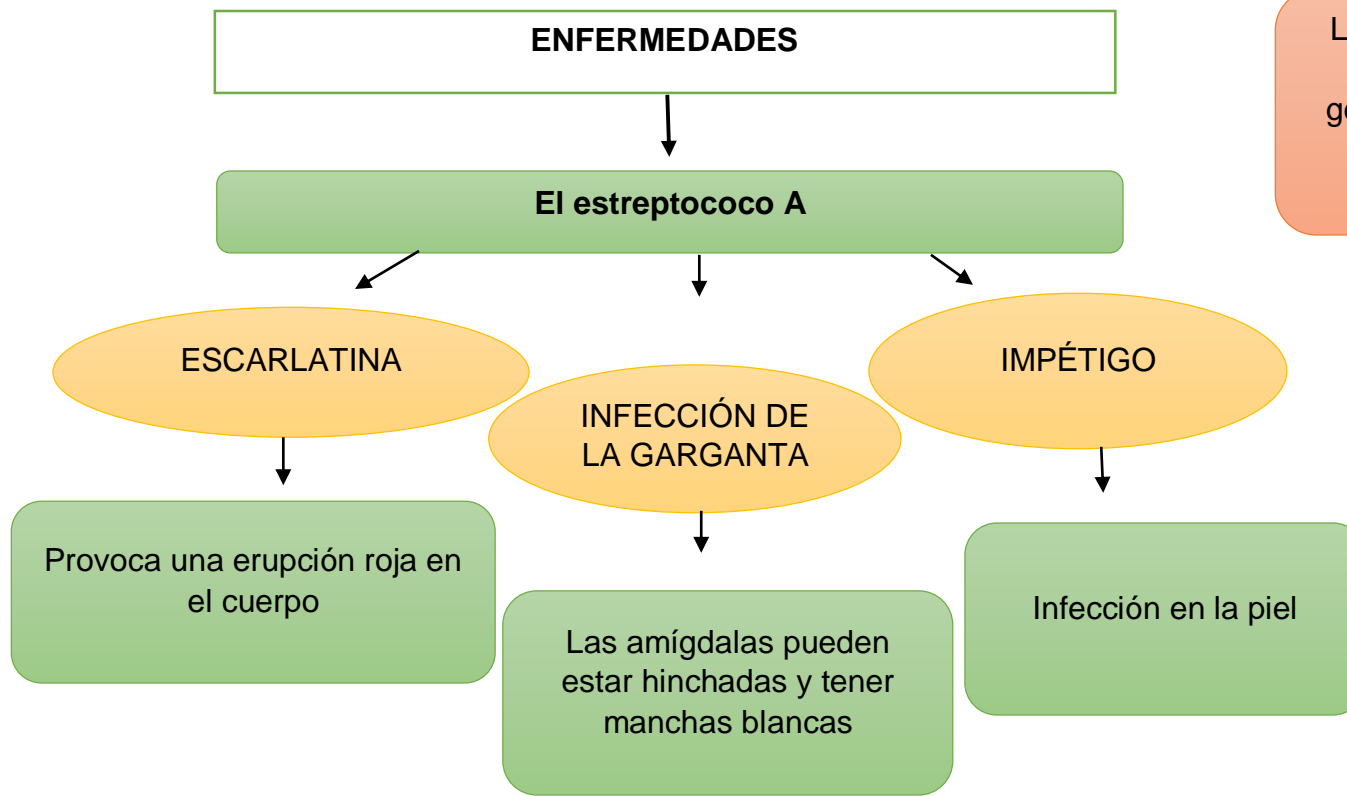 ENFERMEDADES
El estreptococo A
ESCARLATINA
INFECCIÓN DE
LA GARGANTA
IMPÉTIGO
Provoca una erupción roja en
el cuerpo
Las amígdalas pueden
estar hinchadas y tener
manchas blancas
Infección en la piel